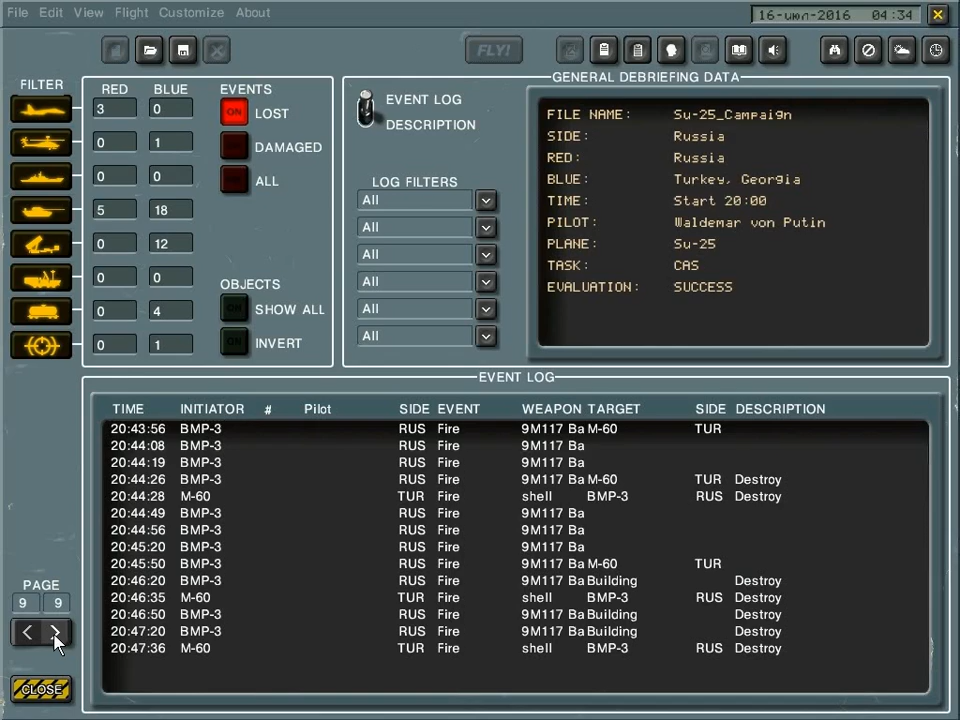 File Edit View Flight Customize About
16-июл-2016 04:34
FLY!
FILTER
RED BLUE EVENTS
3 0 ON LOST
0 1 DAMAGED
0 0 ALL
5 18
0 12
0 0 OBJECTS
0 4 ON SHOW ALL
0 1 ON INVERT
EVENT LOG
DESCRIPTION
LOG FILTERS
All
All
All
All
All
All
GENERAL DEBRIEFING DATA
FILE NAME: Su-25_Campaign
SIDE: Russia
RED: Russia
BLUE: Turkey, Georgia
TIME: Start 20:00
PILOT: Waldemar von Putin
PLANE: Su-25
TASK: CAS
EVALUATION: SUCCESS
EVENT LOG
TIME INITIATOR # Pilot SIDE EVENT WEAPON TARGET SIDE DESCRIPTION
20:43:56 BMP-3 RUS Fire 9M117 Ba M-60 TUR
20:44:08 BMP-3 RUS Fire 9M117 Ba
20:44:19 BMP-3 RUS Fire 9M117 Ba
20:44:26 BMP-3 RUS Fire 9M117 Ba M-60 TUR Destroy
20:44:28 M-60 TUR Fire shell BMP-3 RUS Destroy
20:44:49 BMP-3 RUS Fire 9M117 Ba
20:44:56 BMP-3 RUS Fire 9M117 Ba
20:45:20 BMP-3 RUS Fire 9M117 Ba
20:45:50 BMP-3 RUS Fire 9M117 Ba M-60 TUR
20:46:20 BMP-3 RUS Fire 9M117 Ba Building Destroy
20:46:35 M-60 TUR Fire shell BMP-3 RUS Destroy
20:46:50 BMP-3 RUS Fire 9M117 Ba Building Destroy
20:47:20 BMP-3 RUS Fire 9M117 Ba Building Destroy
20:47:36 M-60 TUR Fire shell BMP-3 RUS Destroy
PAGE
9 9
CLOSE